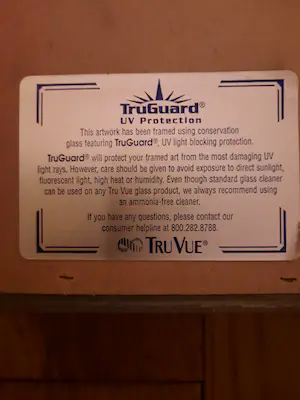 TruGuard®
UV Protection
This artwork has been framed using conservation
glass featuring TruGuard®, UV light blocking protection.
TruGuard® will protect your framed art from the most damaging UV
light rays. However, care should be given to avoid exposure to direct sunlight,
fluorescent light, high heat or humidity. Even though standard glass cleaner
can be used on any Tru Vue glass product, we always recommend using
an ammonia-free cleaner.
If you have any questions, please contact our
consumer helpline at 800.282.8788.
TRU VUE®